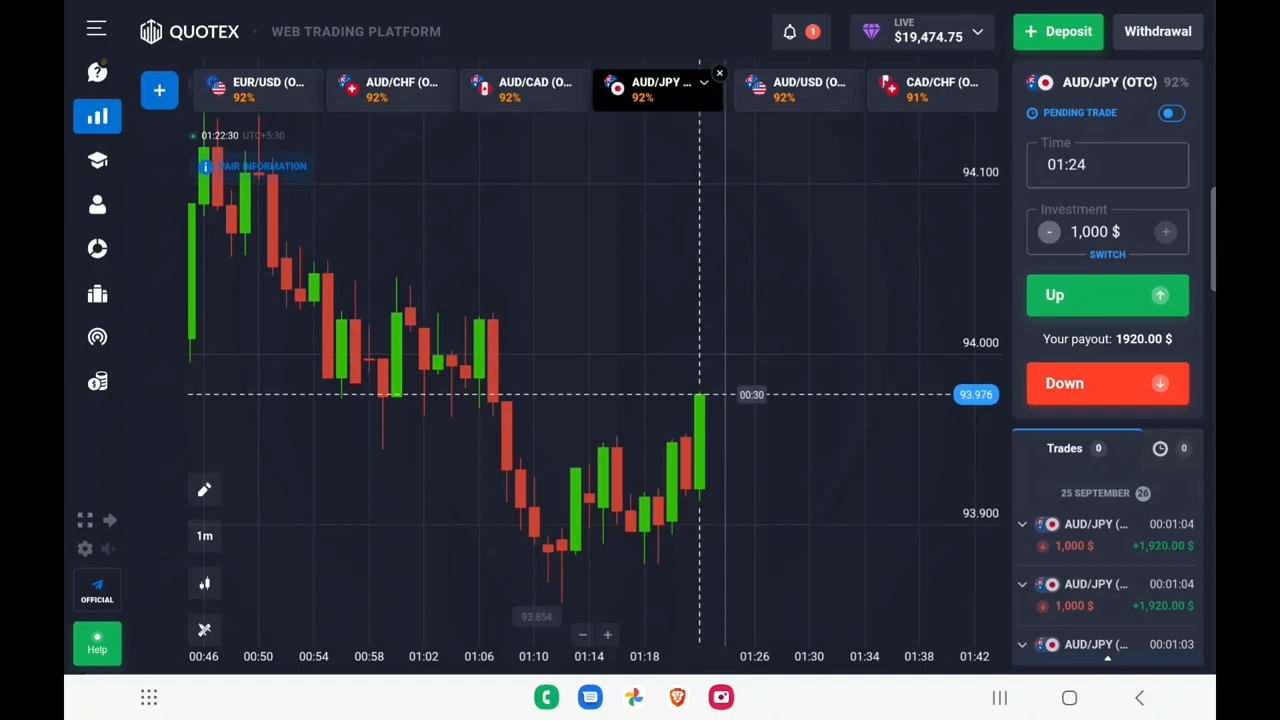 QUOTEX
WEB TRADING PLATFORM
1
LIVE
$19,474.75
+ Deposit
Withdrawal
+
EUR/USD (O...
92%
AUD/CHF (O...
92%
AUD/CAD (O...
92%
AUD/JPY ...
92%
AUD/USD (O...
92%
CAD/CHF (O...
91%
01:22:30 UTC+5:30
PAIR INFORMATION
94.100
94.000
00:30
93.976
93.900
93.854
1m
00:46
00:50
00:54
00:58
01:02
01:06
01:10
01:14
01:18
01:26
01:30
01:34
01:38
01:42
OFFICIAL
Help
AUD/JPY (OTC) 92%
PENDING TRADE
Time
01:24
Investment
- 1,000 $ +
SWITCH
Up
Your payout: 1920.00 $
Down
Trades 0
0
25 SEPTEMBER 26
AUD/JPY (... 00:01:04
1,000 $ +1,920.00 $
AUD/JPY (... 00:01:04
1,000 $ +1,920.00 $
AUD/JPY (... 00:01:03